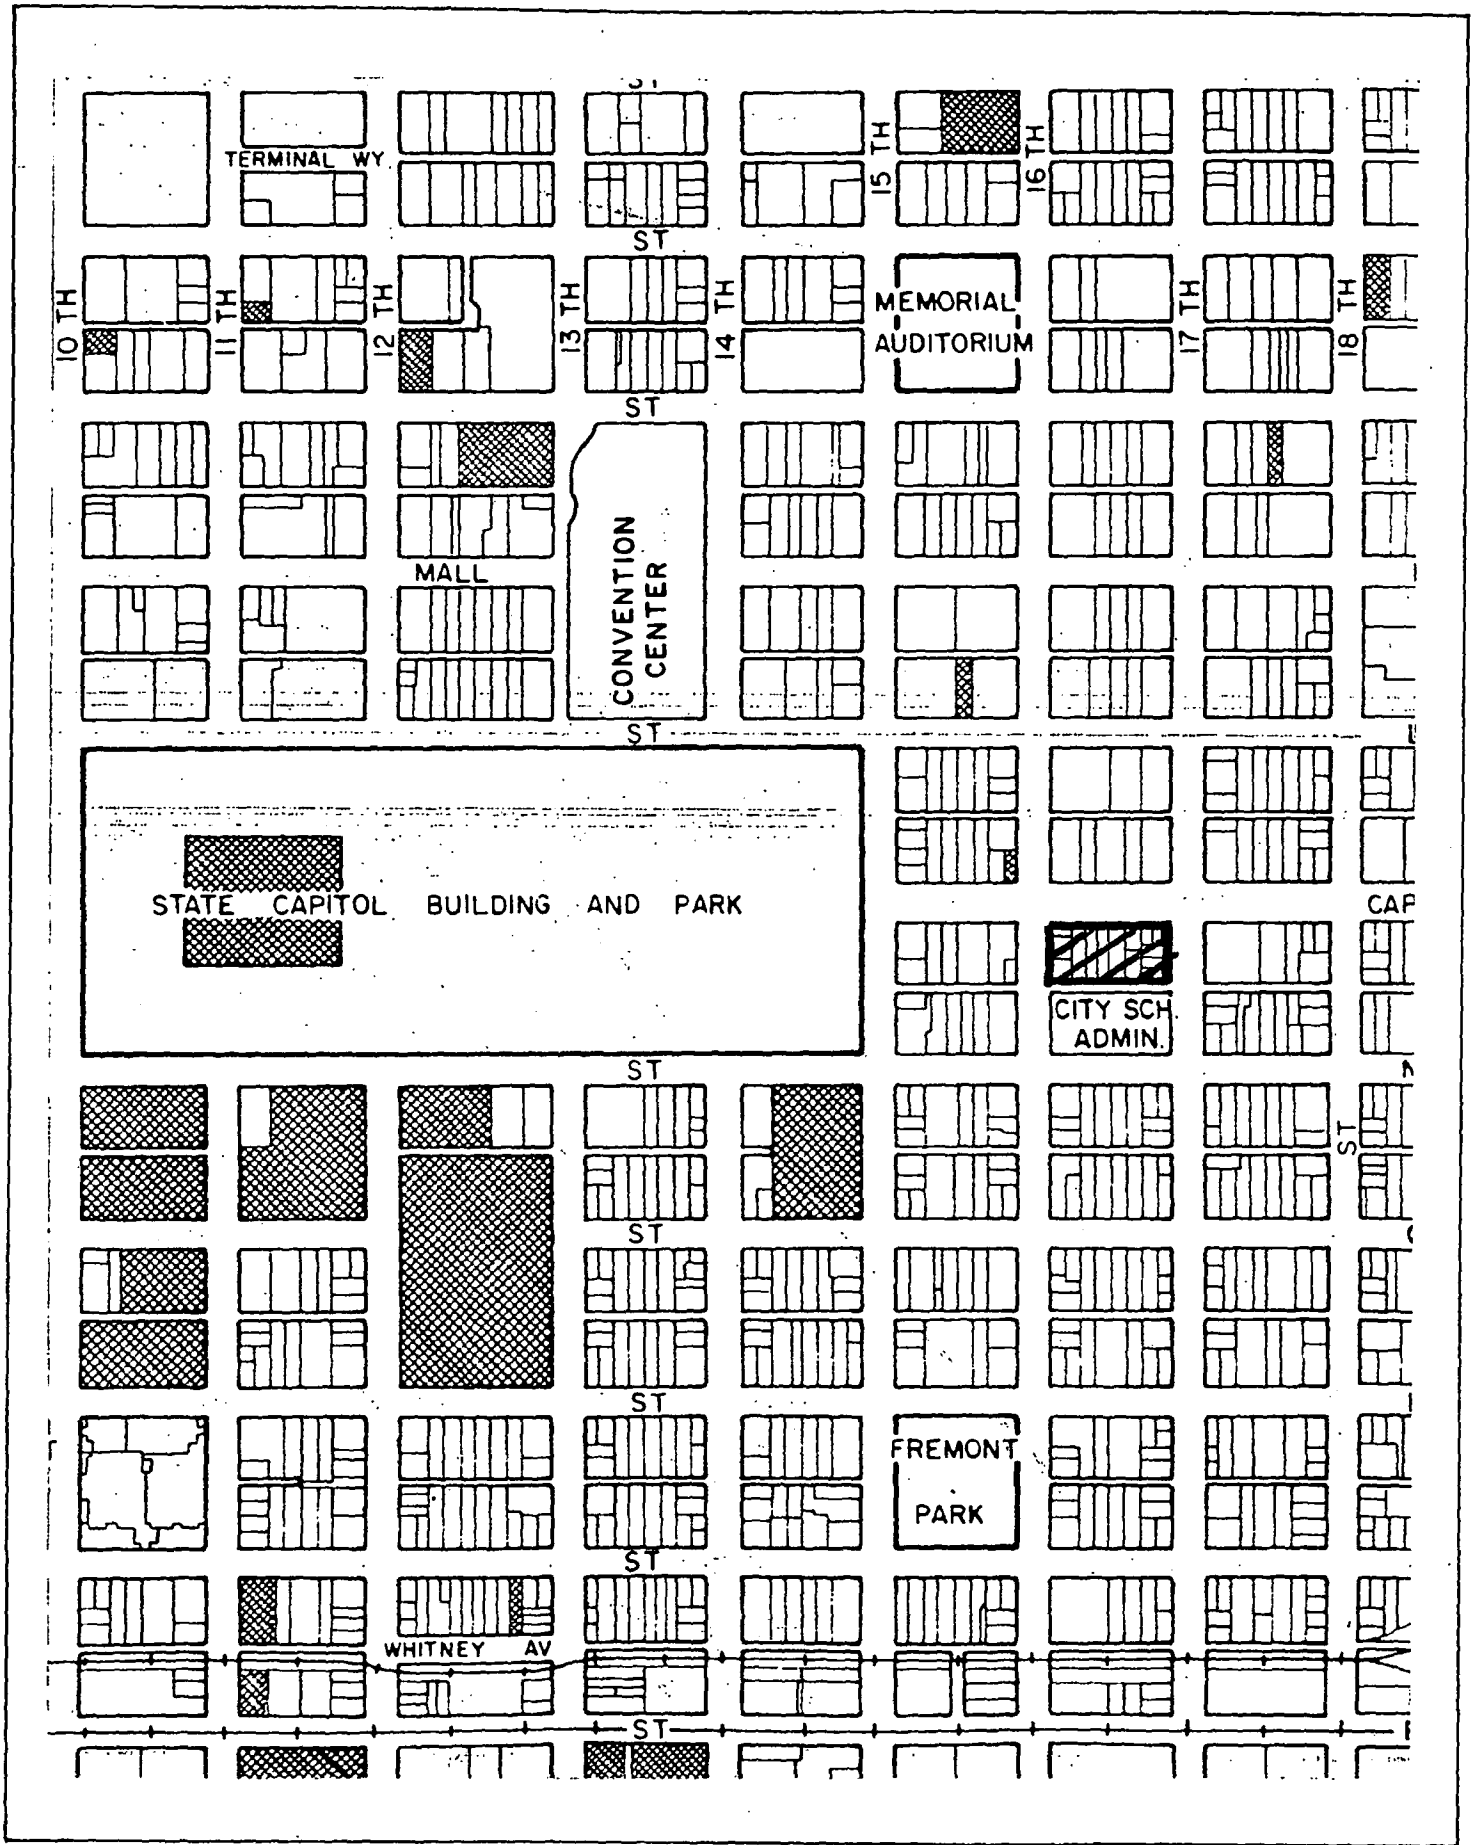 ST
TERMINAL WY.
15 TH
16 TH
ST
10 TH
11 TH
12 TH
13 TH
14 TH
MEMORIAL
AUDITORIUM
17 TH
18 TH
ST
CONVENTION
CENTER
MALL
ST
STATE CAPITOL BUILDING AND PARK
CAP
CITY SCH.
ADMIN.
ST
ST
ST
ST
FREMONT
PARK
ST
WHITNEY AV
ST